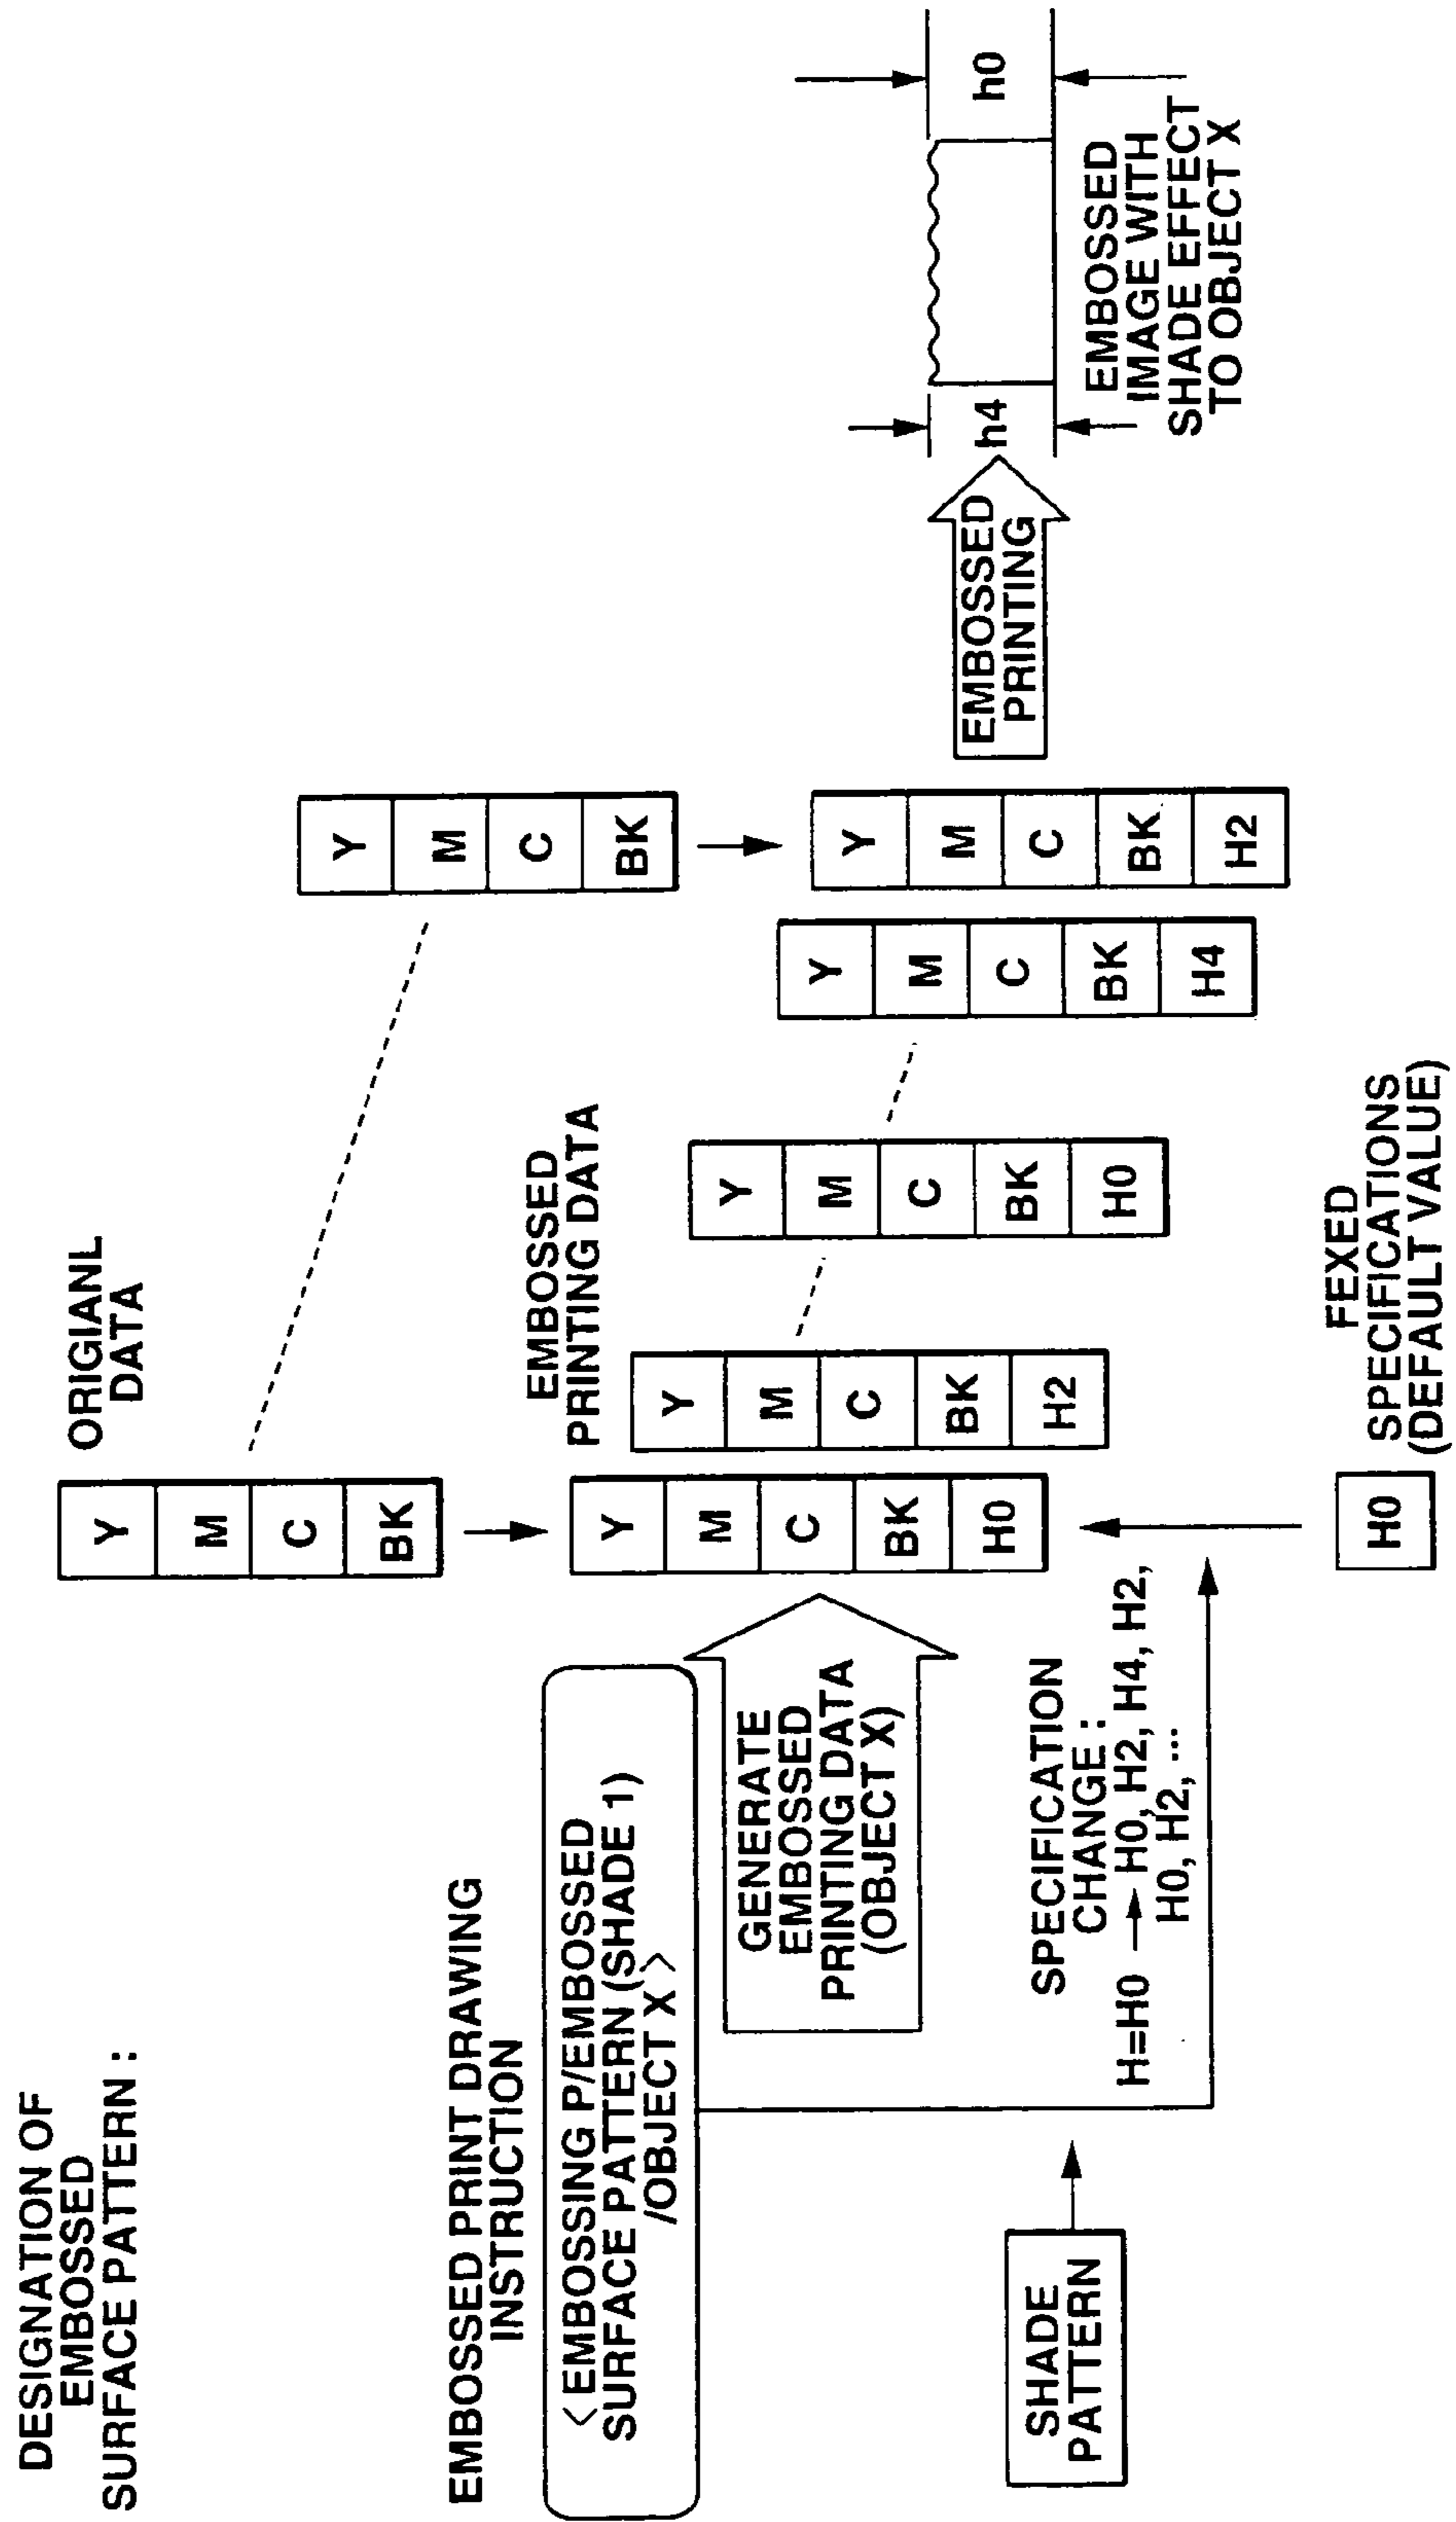 DESIGNATION OF
EMBOSSED
SURFACE PATTERN :
ORIGIANL
DATA
Y
M
C
BK
Y
M
C
BK
EMBOSSED PRINT DRAWING
INSTRUCTION
<EMBOSSING P/EMBOSSED
SURFACE PATTERN (SHADE 1)
/OBJECT X>
GENERATE
EMBOSSED
PRINTING DATA
(OBJECT X)
EMBOSSED
PRINTING DATA
Y
M
C
BK
H0
Y
M
C
BK
H2
Y
M
C
BK
H0
Y
M
C
BK
H4
Y
M
C
BK
H2
EMBOSSED
PRINTING
h4
h0
EMBOSSED
IMAGE WITH
SHADE EFFECT
TO OBJECT X
SHADE
PATTERN
SPECIFICATION
CHANGE :
H=H0 → H0, H2, H4, H2,
H0, H2, ...
H0
FEXED
SPECIFICATIONS
(DEFAULT VALUE)